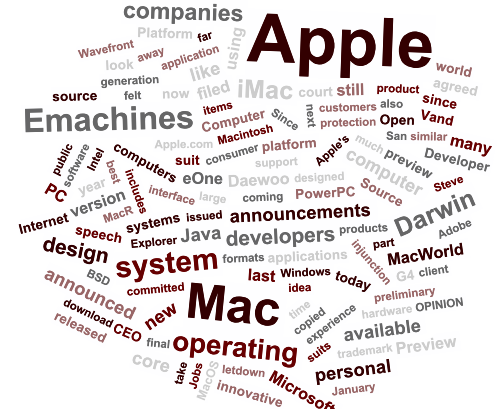 companies
Apple
Platform far
Wavefront away using
look application world
like
generation agreed
source felt now filed iMac court still product
since
Emachines items next customers also
Computer Since protection Open Vand
Macintosh San similar many
public software Intel Apple.com consumer platform Apple's much preview
computers suit support computer Developer
best
PC year includes eOne Daewoo designed Steve
version interface large coming PowerPC Source
MacR
Internet systems issued announcements Darwin
speech Java developers products Adobe
Explorer part
design system formats applications injunction MacWorld
BSD last Windows today G4 client
announced committed idea
Mac preliminary
download new time copied experience hardware OPINION
released CEO available
final operating suits trademark Preview
core take Jobs MacOS letdown personal
innovative Microsoft January